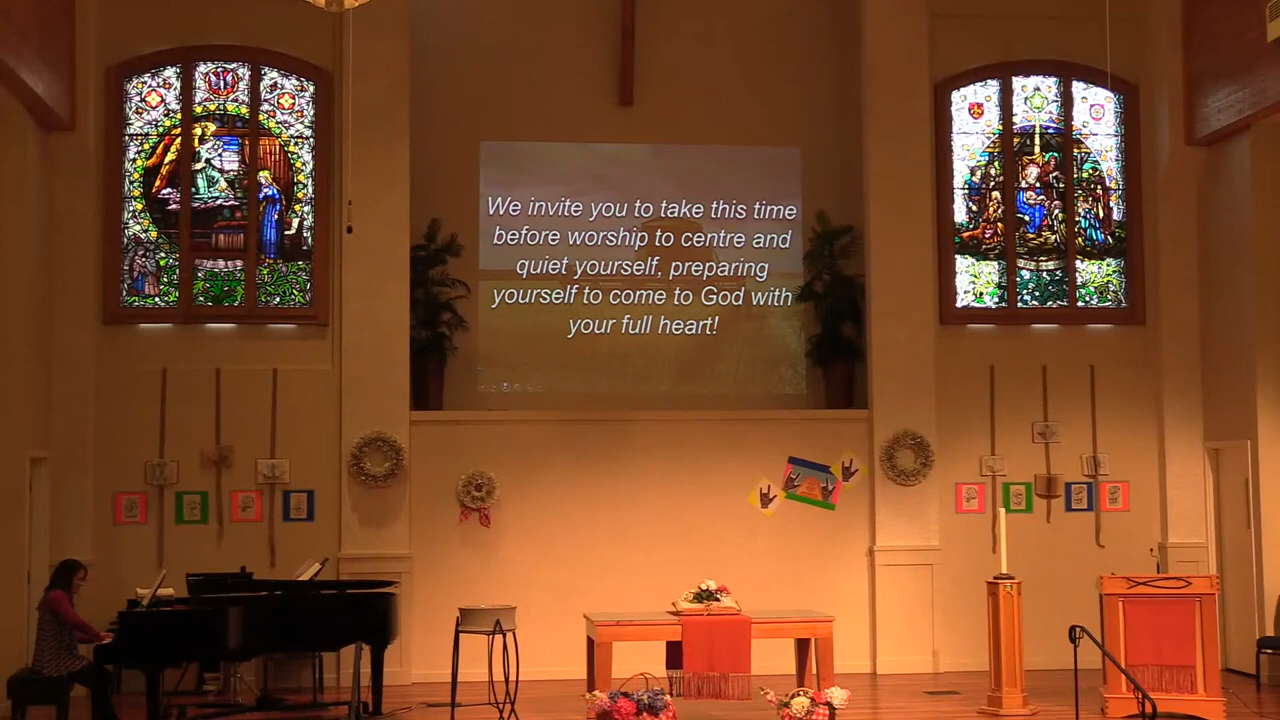 We invite you to take this time
before worship to centre and
quiet yourself, preparing
yourself to come to God with
your full heart!